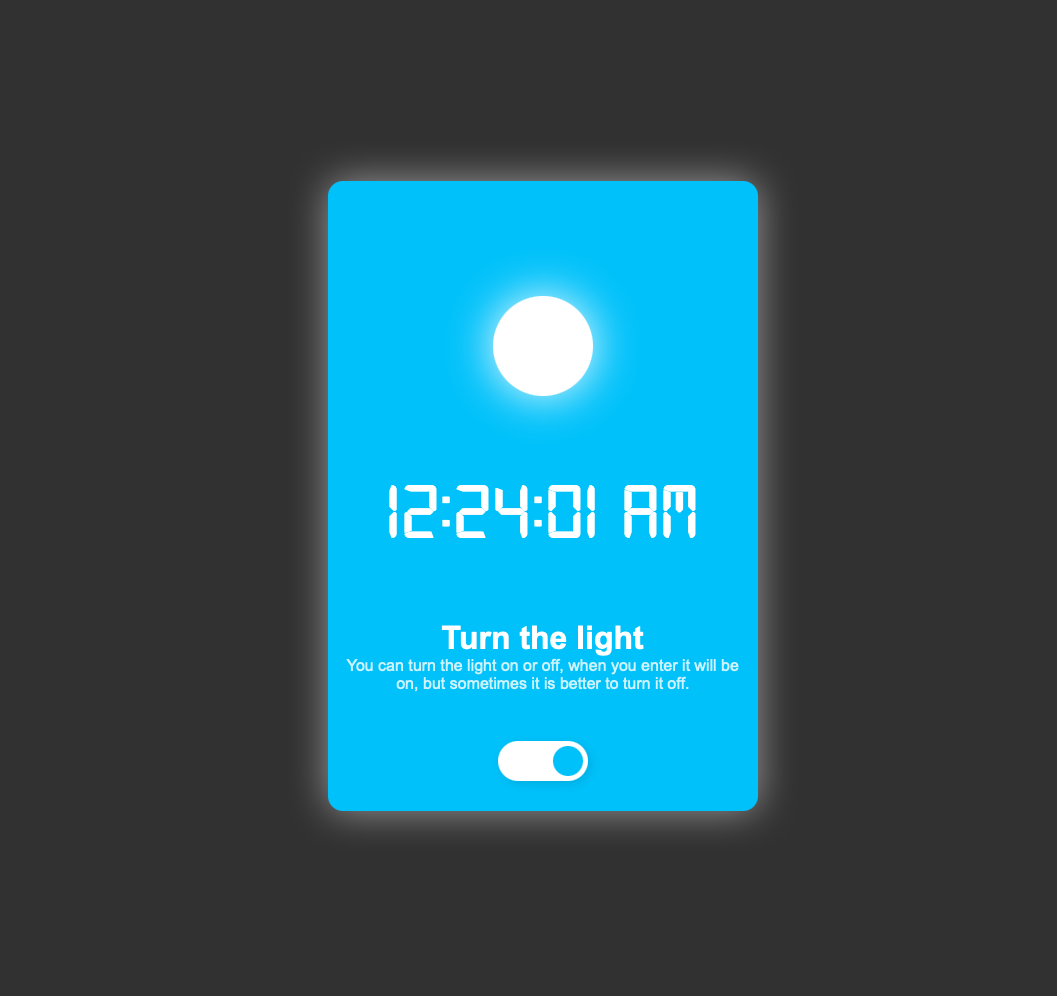 12:24:01 AM
Turn the light
You can turn the light on or off, when you enter it will be
on, but sometimes it is better to turn it off.